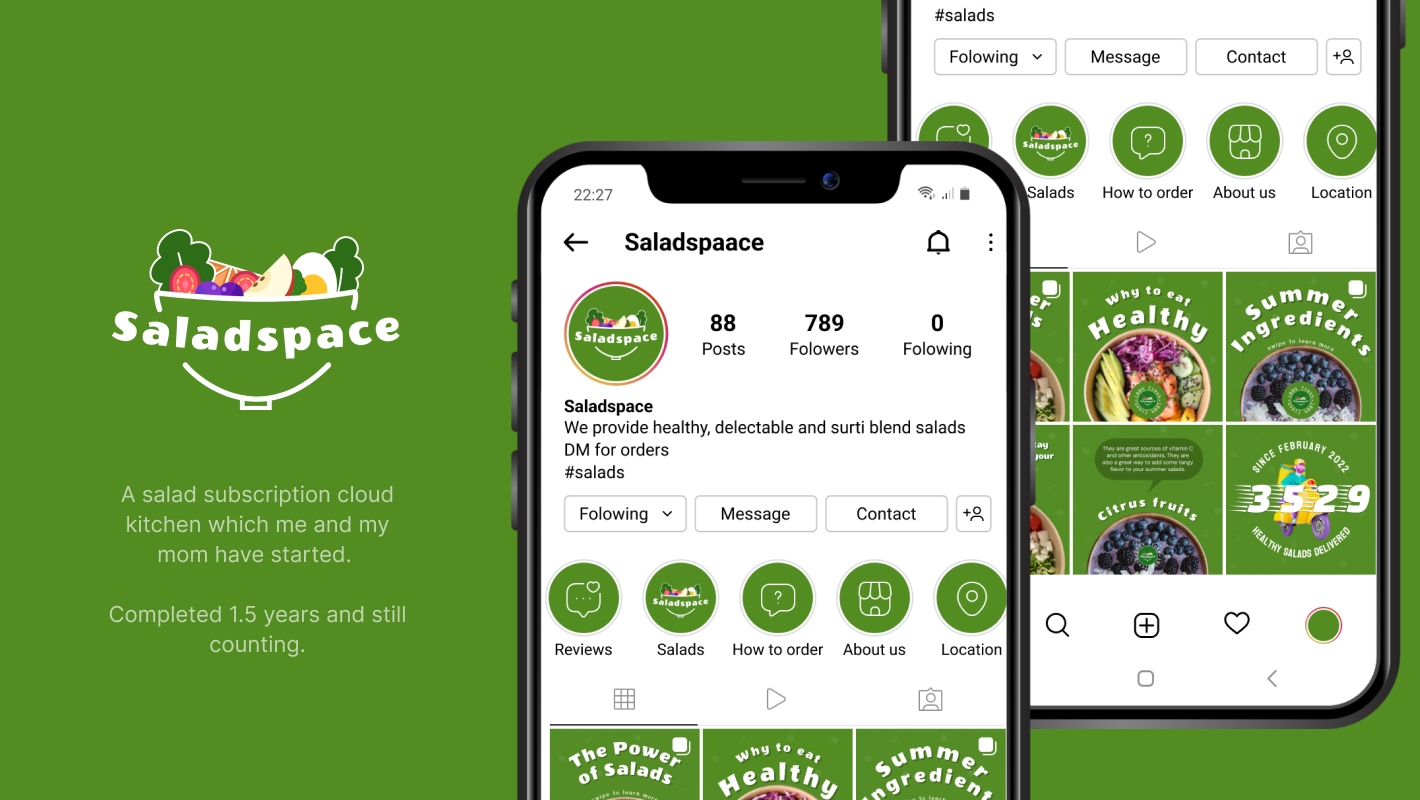 Saladspace
A salad subscription cloud
kitchen which me and my
mom have started.
Completed 1.5 years and still
counting.
22:27
Saladspaace
Saladspace
88
Posts
789
Folowers
0
Folowing
Saladspace
We provide healthy, delectable and surti blend salads
DM for orders
#salads
Folowing
Message
Contact
Saladspace
Reviews
Salads
How to order
About us
Location
The Power
of Salads
swipe to learn more
Why to eat
Healthy
Summer
Ingredients
#salads
Folowing
Message
Contact
Saladspace
Salads
How to order
About us
Location
Why to eat
Healthy
Summer
Ingredients
swipe to learn more
your
They are great sources of vitamin C
and other antioxidants. They are
also a great way to add some tangy
flavor to your summer salads.
Citrus fruits
SINCE FEBRUARY 2022
3529
HEALTHY SALADS DELIVERED